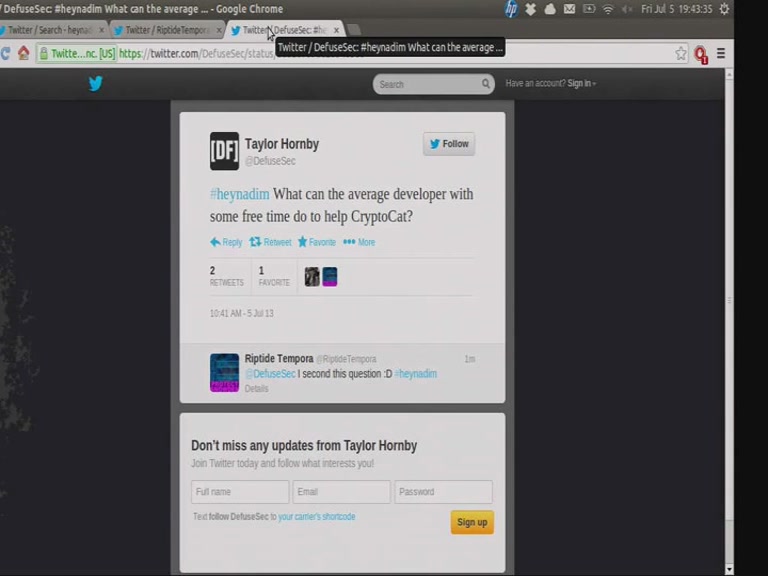 / DefuseSec: #heynadim What can the average ... - Google Chrome
Fri Jul 5 19:43:35
Twitter / Search - heynad
Twitter / RiptideTempora
Twitter / DefuseSec: #he
Twitter / DefuseSec: #heynadim What can the average ...
Twitte...nc. [US] https://twitter.com/DefuseSec/status
Search
Have an account? Sign in
[DF]
Taylor Hornby
@DefuseSec
Follow
#heynadim What can the average developer with
some free time do to help CryptoCat?
Reply Retweet Favorite More
2
RETWEETS
1
FAVORITE
10:41 AM - 5 Jul 13
Riptide Tempora @RiptideTempora 1m
@DefuseSec I second this question :D #heynadim
Details
Don't miss any updates from Taylor Hornby
Join Twitter today and follow what interests you!
Full name
Email
Password
Text follow DefuseSec to your carrier's shortcode
Sign up